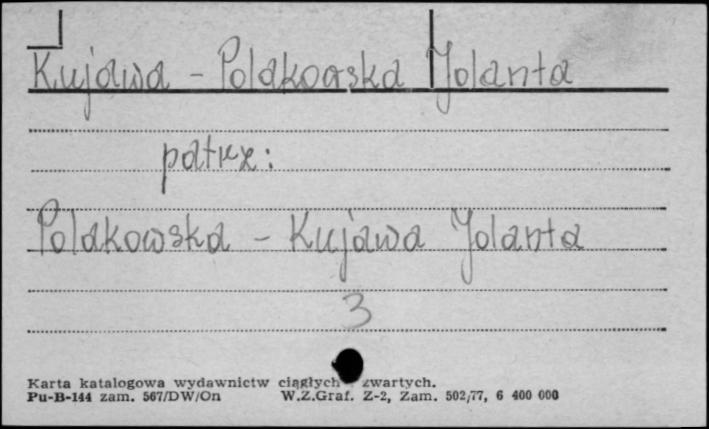 Kujawa - Polakowska Jolanta
patrz:
Polakowska - Kujawa Jolanta
3
Karta katalogowa wydawnictw ciągłych zwartych.
Pu-B-144 zam. 567/DW/On W.Z.Graf. Z-2, Zam. 502/77, 6 400 000